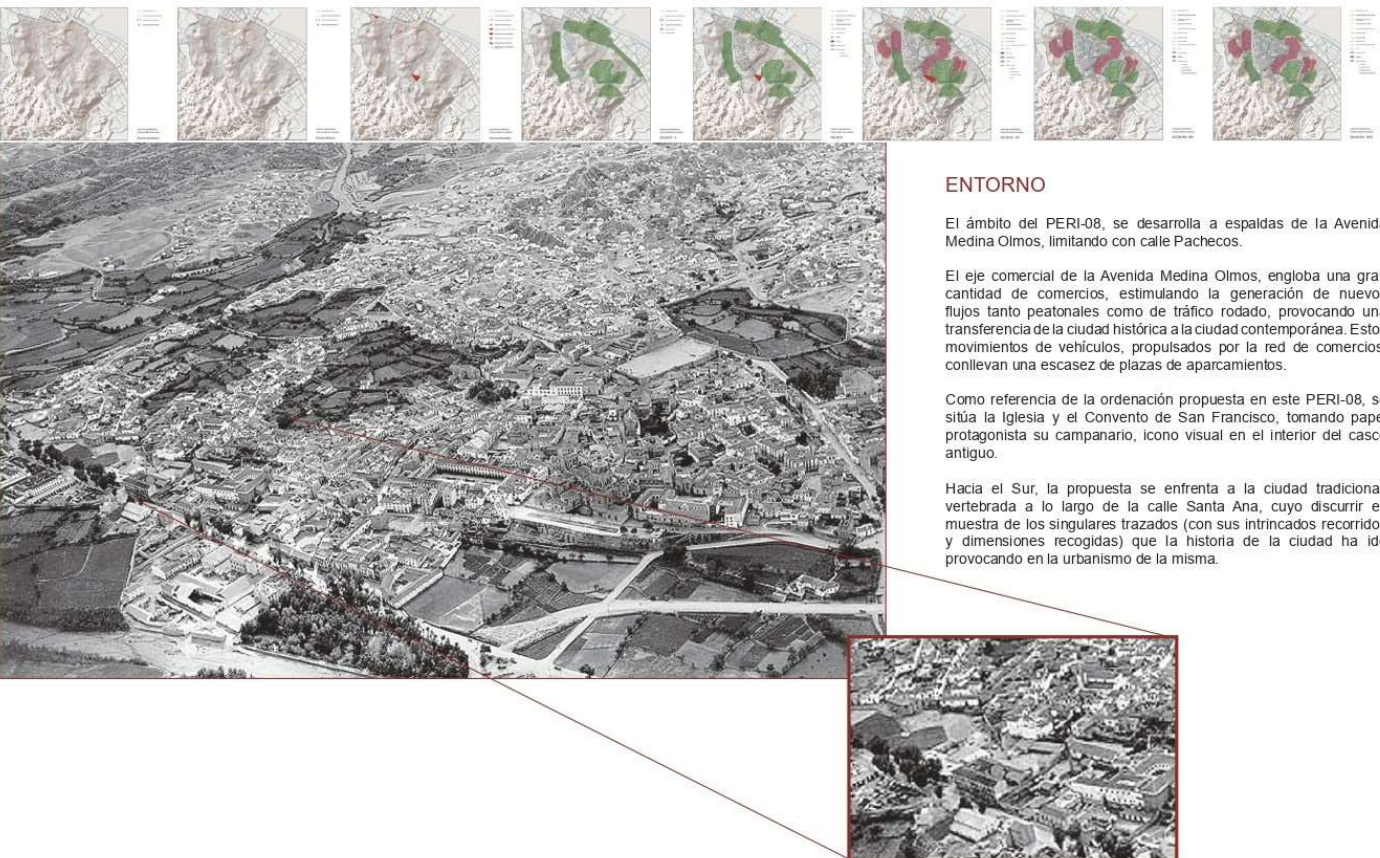 ENTORNO
El ámbito del PERI-08, se desarrolla a espaldas de la Avenid
Medina Olmos, limitando con calle Pachecos.
El eje comercial de la Avenida Medina Olmos, engloba una gra
cantidad de comercios, estimulando la generación de nuevo
flujos tanto peatonales como de tráfico rodado, provocando un
transferencia de la ciudad histórica a la ciudad contemporánea. Esto
movimientos de vehículos, propulsados por la red de comercios
conllevan una escasez de plazas de aparcamientos.
Como referencia de la ordenación propuesta en este PERI-08, s
sitúa la Iglesia y el Convento de San Francisco, tomando pape
protagonista su campanario, icono visual en el interior del casc
antiguo.
Hacia el Sur, la propuesta se enfrenta a la ciudad tradiciona
vertebrada a lo largo de la calle Santa Ana, cuyo discurrir e
muestra de los singulares trazados (con sus intrincados recorrido
y dimensiones recogidas) que la historia de la ciudad ha id
provocando en la urbanismo de la misma.